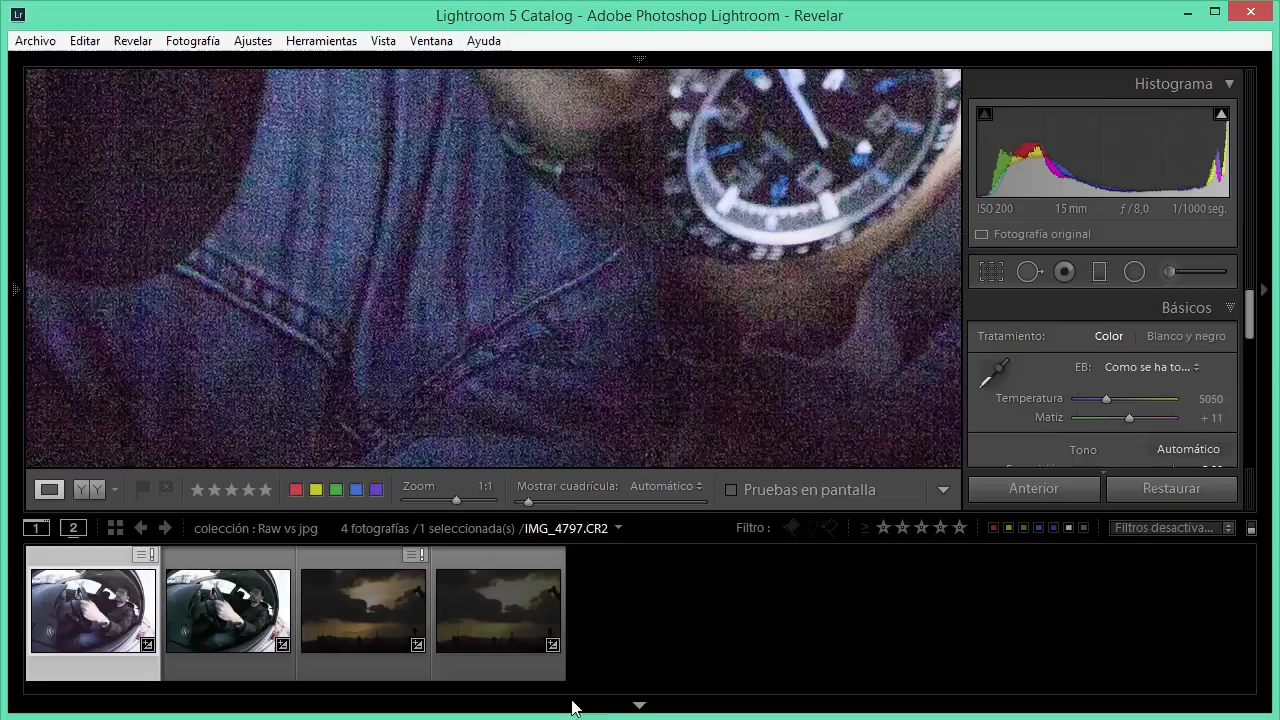 Lr
Lightroom 5 Catalog - Adobe Photoshop Lightroom - Revelar
Archivo Editar Revelar Fotografía Ajustes Herramientas Vista Ventana Ayuda
Histograma
ISO 200 15 mm ƒ / 8,0 1/1000 seg.
Fotografía original
Básicos
Tratamiento: Color Blanco y negro
EB: Como se ha to...
Temperatura 5050
Matiz + 11
Tono Automático
Zoom 1:1 Mostrar cuadrícula: Automático Pruebas en pantalla
Anterior Restaurar
1 2 colección : Raw vs jpg 4 fotografías /1 seleccionada(s) /IMG_4797.CR2 Filtro : Filtros desactiva...